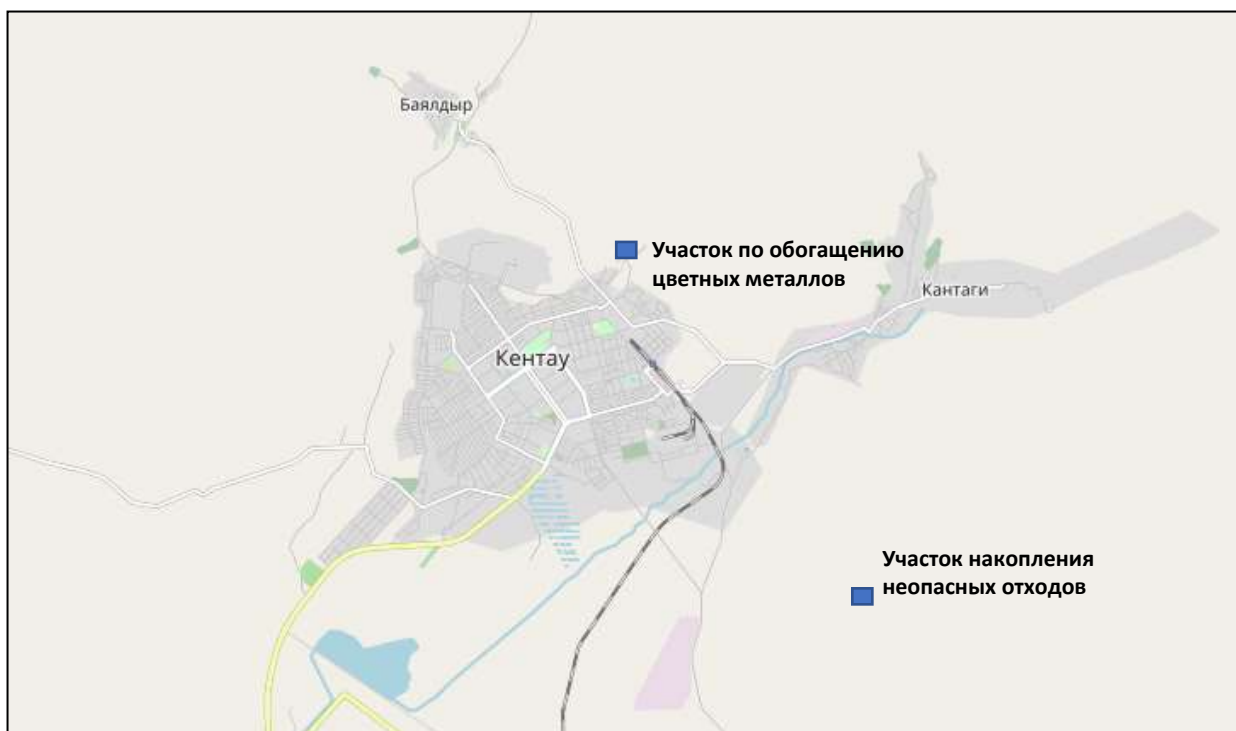 Баялдыр
Участок по обогащению
цветных металлов
Кантаги
Кентау
Участок накопления
неопасных отходов